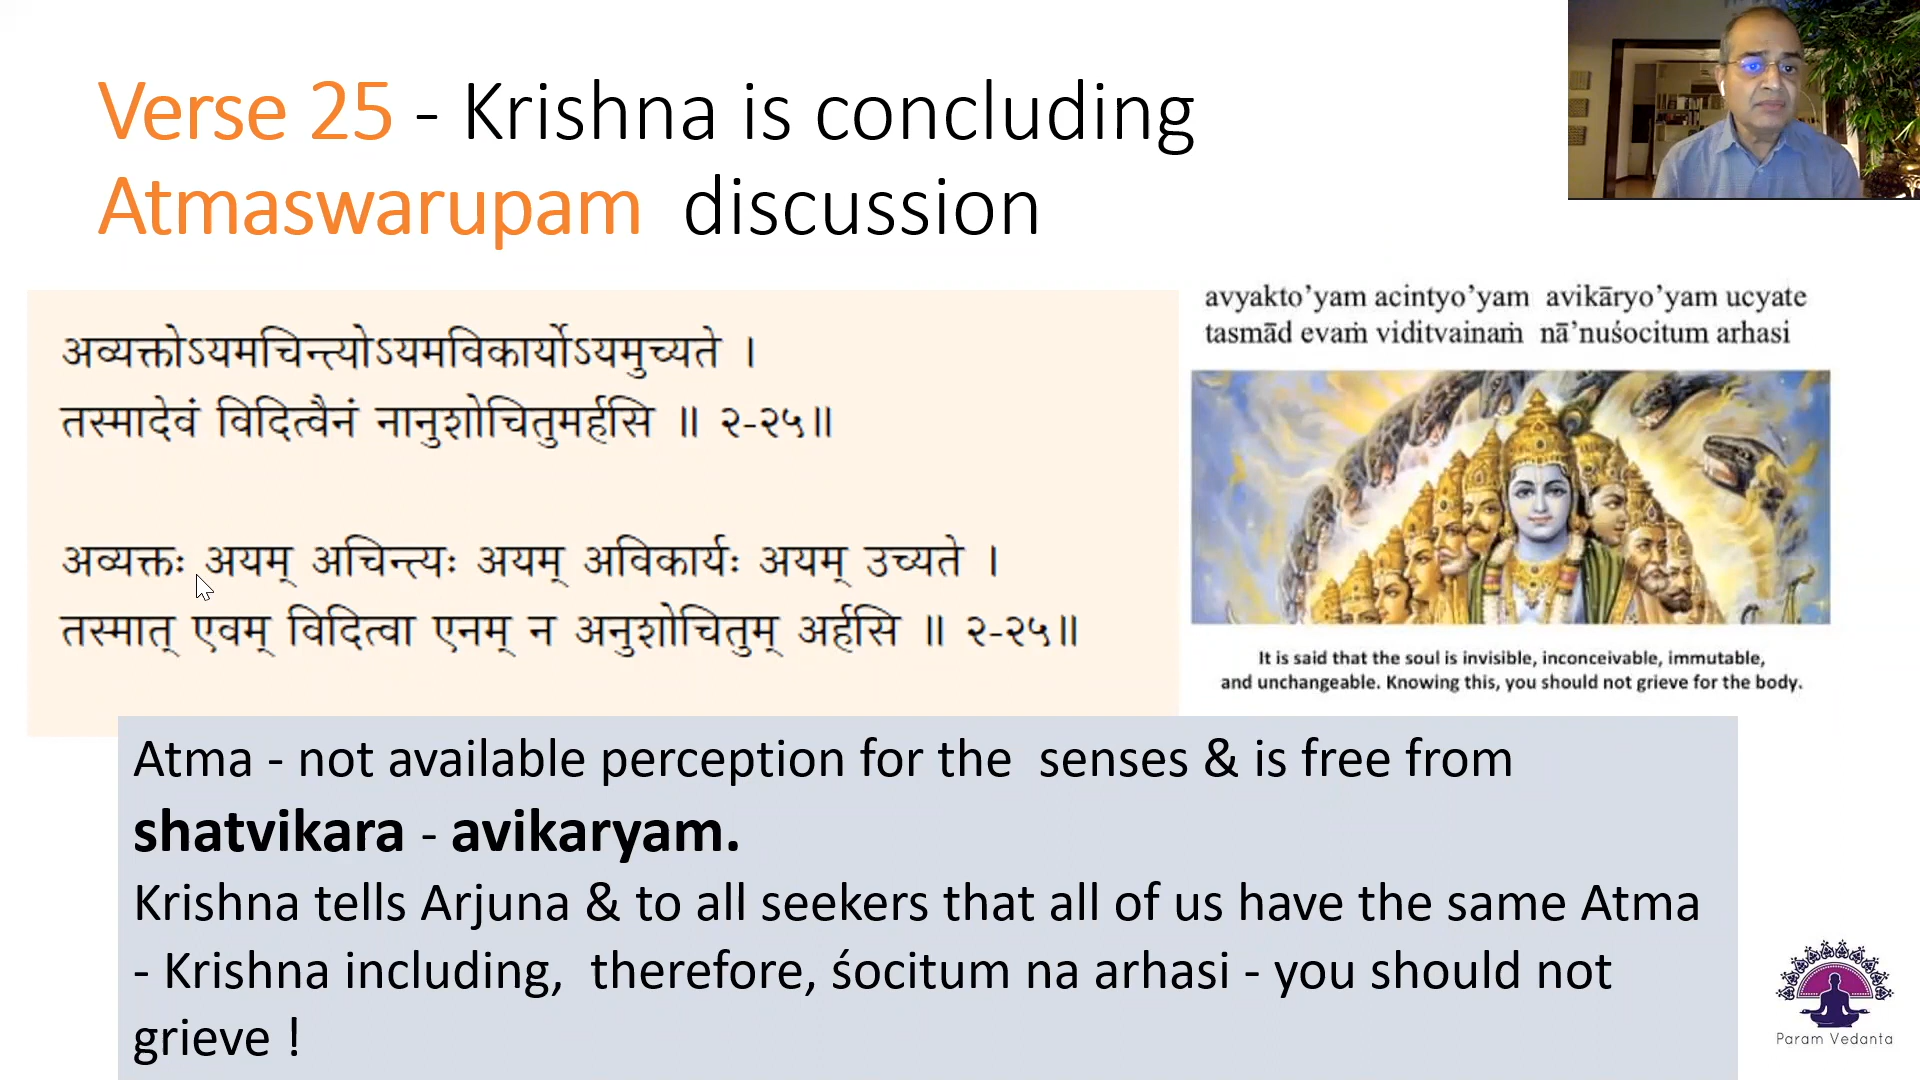 Verse 25 - Krishna is concluding
Atmaswarupam discussion
अव्यक्तोऽयमचिन्त्योऽयमविकार्योऽयमुच्यते ।
तस्मादेवं विदित्वैनं नानुशोचितुमर्हसि ॥ २-२५॥
अव्यक्तः अयम् अचिन्त्यः अयम् अविकार्यः अयम् उच्यते ।
तस्मात् एवम् विदित्वा एनम् न अनुशोचितुम् अर्हसि ॥ २-२५॥
avyakto’yam acintyo’yam avikāryo’yam ucyate
tasmād evaṁ viditvainaṁ nā’nuśocitum arhasi
It is said that the soul is invisible, inconceivable, immutable,
and unchangeable. Knowing this, you should not grieve for the body.
Atma - not available perception for the senses & is free from
shatvikara - avikaryam.
Krishna tells Arjuna & to all seekers that all of us have the same Atma
- Krishna including, therefore, śocitum na arhasi - you should not
grieve !
Param Vedanta